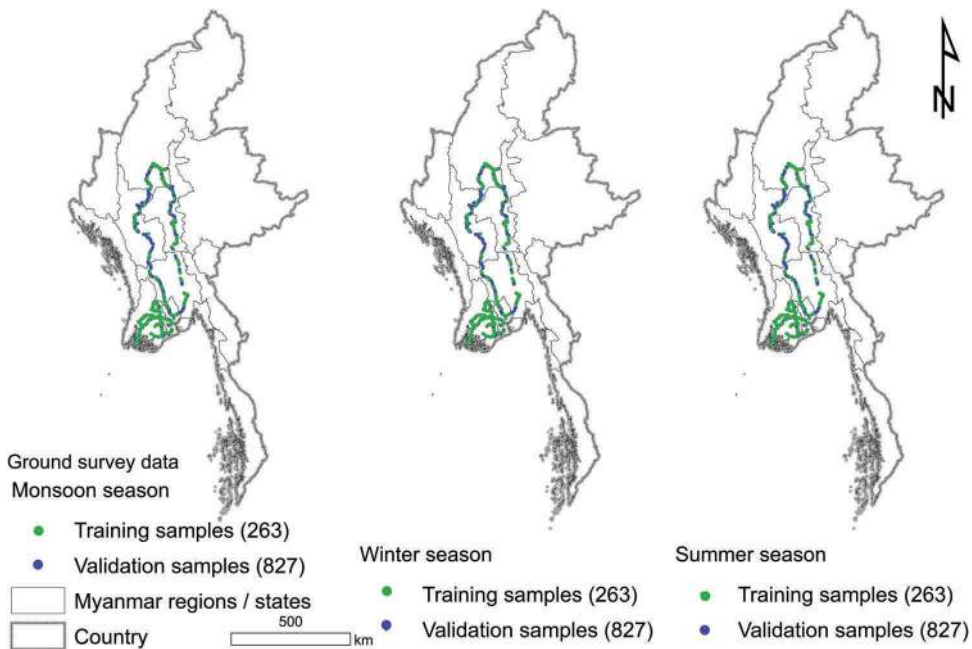 N
Ground survey data
Monsoon season
Training samples (263)
Validation samples (827)
Myanmar regions / states
Country
500
km
Winter season
Training samples (263)
Validation samples (827)
Summer season
Training samples (263)
Validation samples (827)